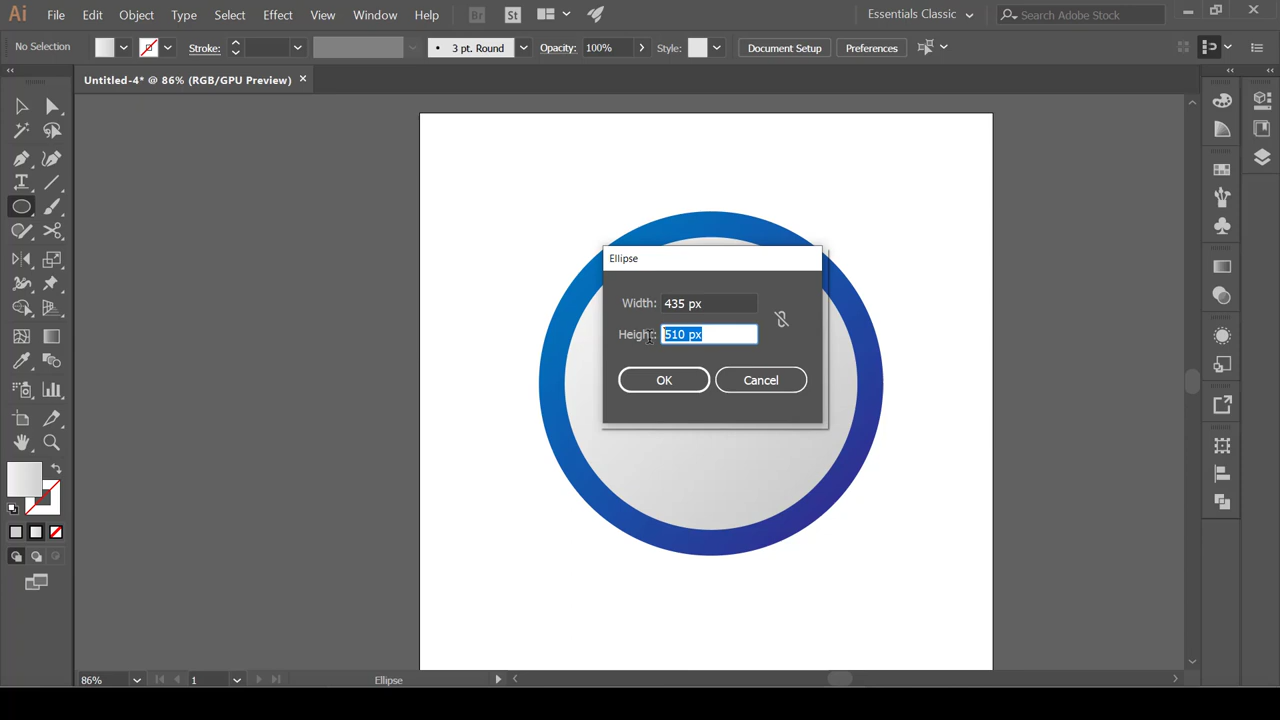 Ai File Edit Object Type Select Effect View Window Help Br St Essentials Classic Search Adobe Stock
No Selection Stroke: 3 pt. Round Opacity: 100% Style: Document Setup Preferences
Untitled-4* @ 86% (RGB/GPU Preview)
Ellipse
Width: 435 px
Height: 510 px
OK Cancel
86% 1 Ellipse